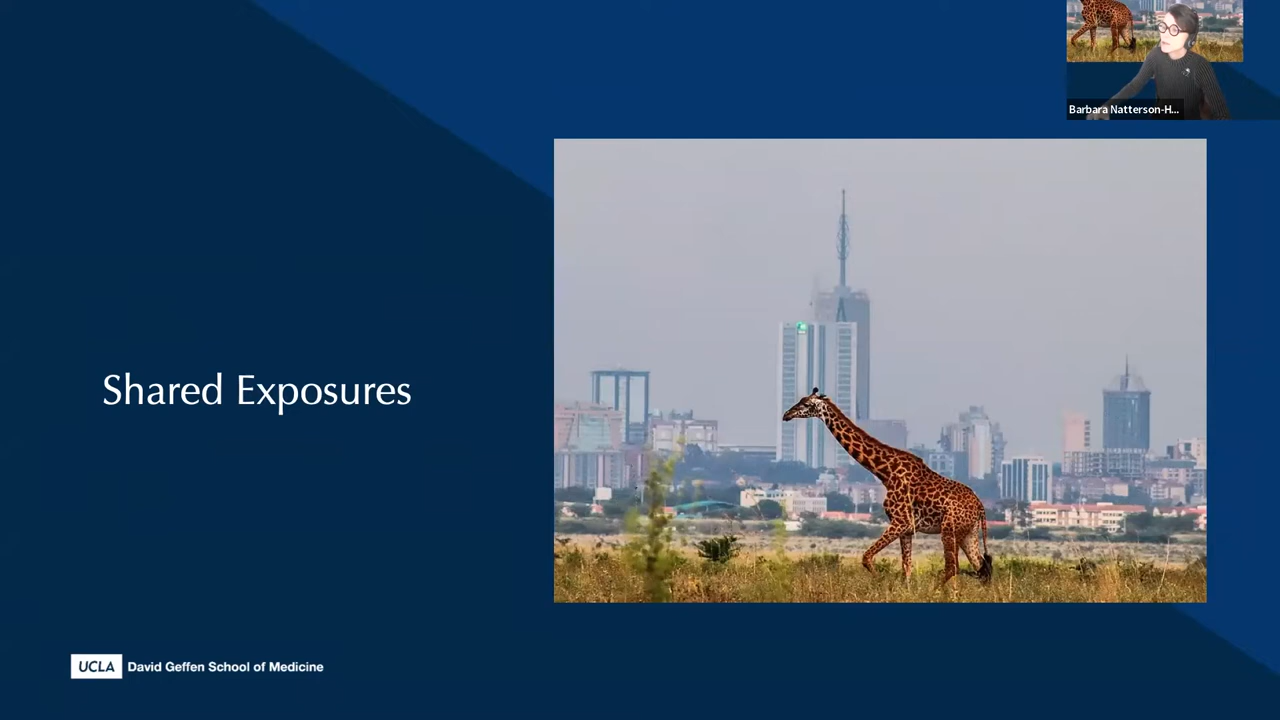 Barbara Natterson-H...
Shared Exposures
UCLA David Geffen School of Medicine